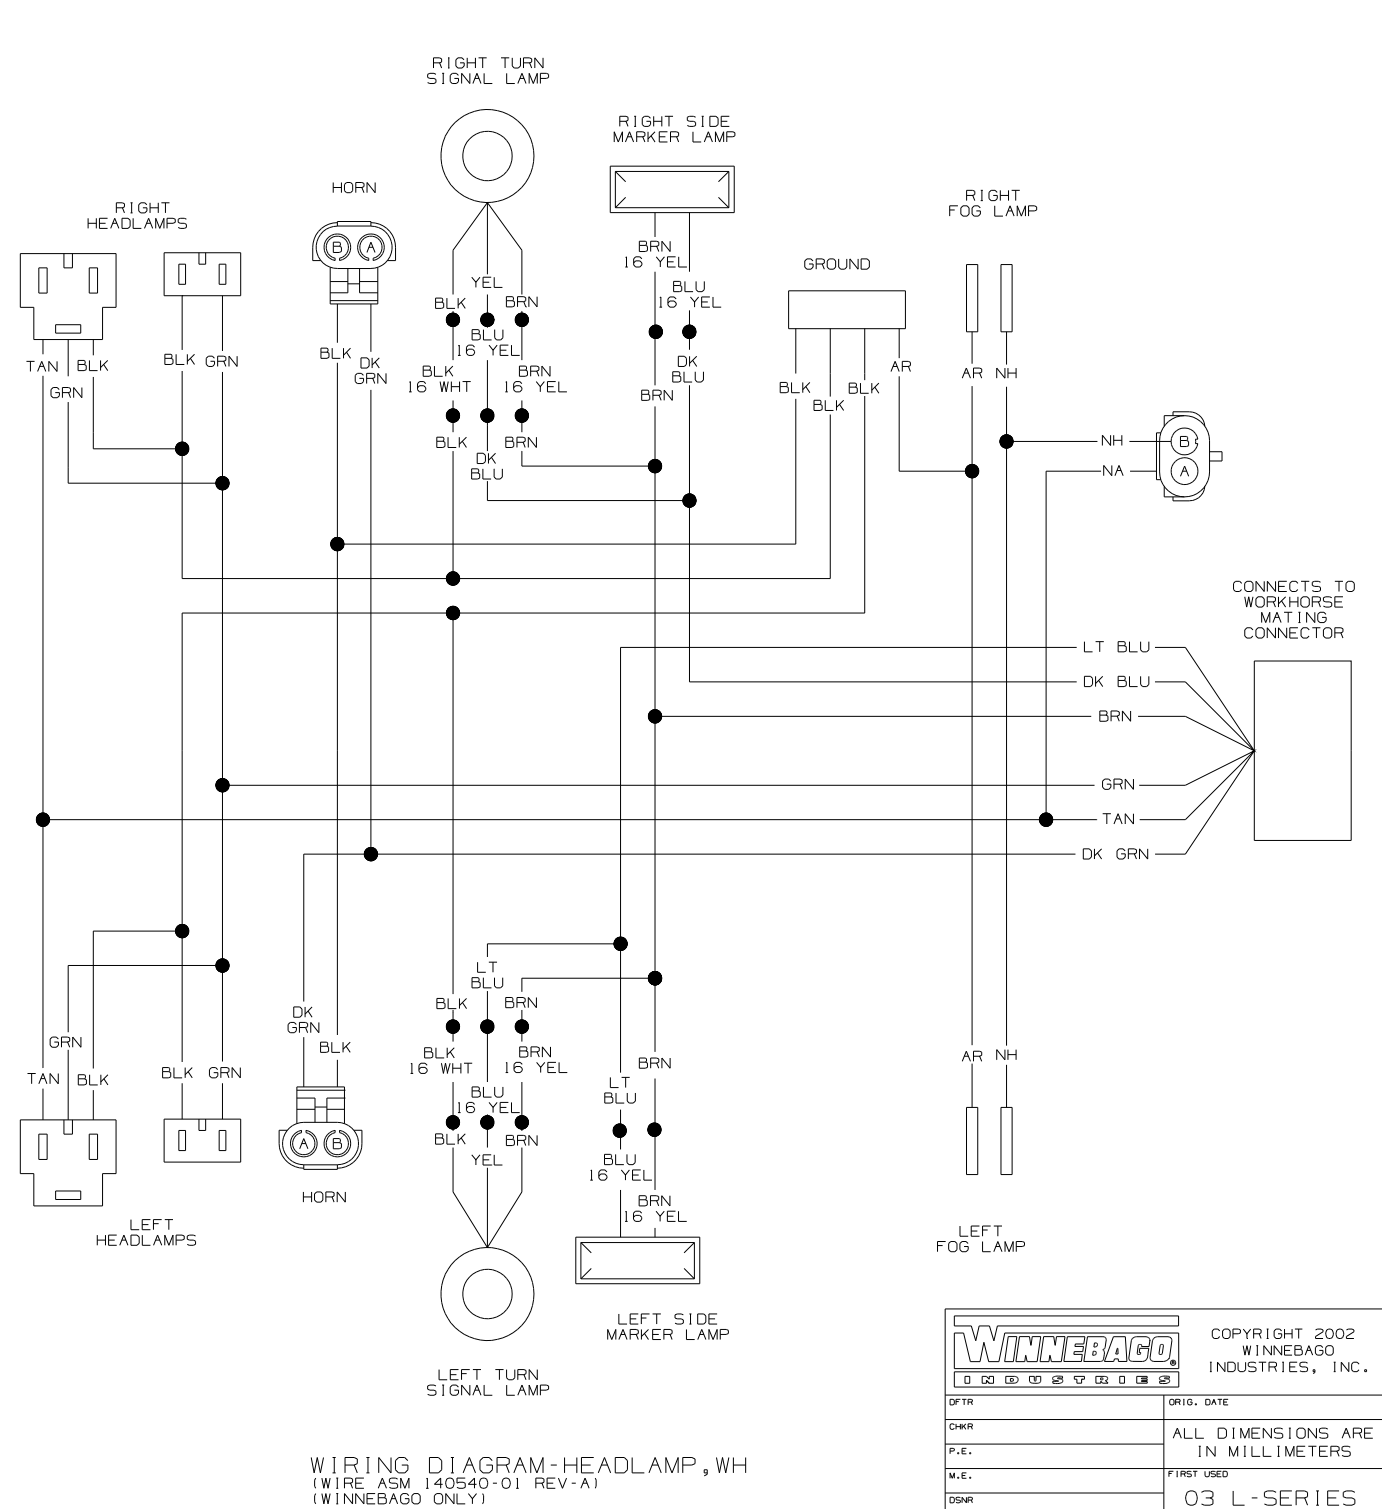 RIGHT TURN
SIGNAL LAMP
RIGHT SIDE
MARKER LAMP
HORN
RIGHT
HEADLAMPS
RIGHT
FOG LAMP
B A
BRN
16 YEL
GROUND
YEL
BLU
16 YEL
BLK
BRN
BLU
16 YEL
BLK
DK
GRN
TAN
BLK
BLK
GRN
GRN
BLK
16 WHT
BRN
16 YEL
DK
BLU
BRN
AR
AR
NH
BLK
BLK
BLK
BLK
BRN
DK
BLU
NH
B
NA
A
CONNECTS TO
WORKHORSE
MATING
CONNECTOR
LT BLU
DK BLU
BRN
GRN
TAN
DK GRN
LT
BLU
BLK
BRN
DK
GRN
BLK
GRN
TAN
BLK
BLK
GRN
BLK
16 WHT
BRN
16 YEL
BRN
AR
NH
BLU
16 YEL
LT
BLU
BLK
BRN
YEL
A B
BLU
16 YEL
BRN
16 YEL
HORN
LEFT
HEADLAMPS
LEFT
FOG LAMP
LEFT SIDE
MARKER LAMP
LEFT TURN
SIGNAL LAMP
WINNEBAGO®
INDUSTRIES
COPYRIGHT 2002
WINNEBAGO
INDUSTRIES, INC.
DFTR
ORIG. DATE
CHKR
ALL DIMENSIONS ARE
IN MILLIMETERS
P.E.
M.E.
FIRST USED
DSNR
03 L-SERIES
WIRING DIAGRAM-HEADLAMP,WH
(WIRE ASM 140540-01 REV-A)
(WINNEBAGO ONLY)